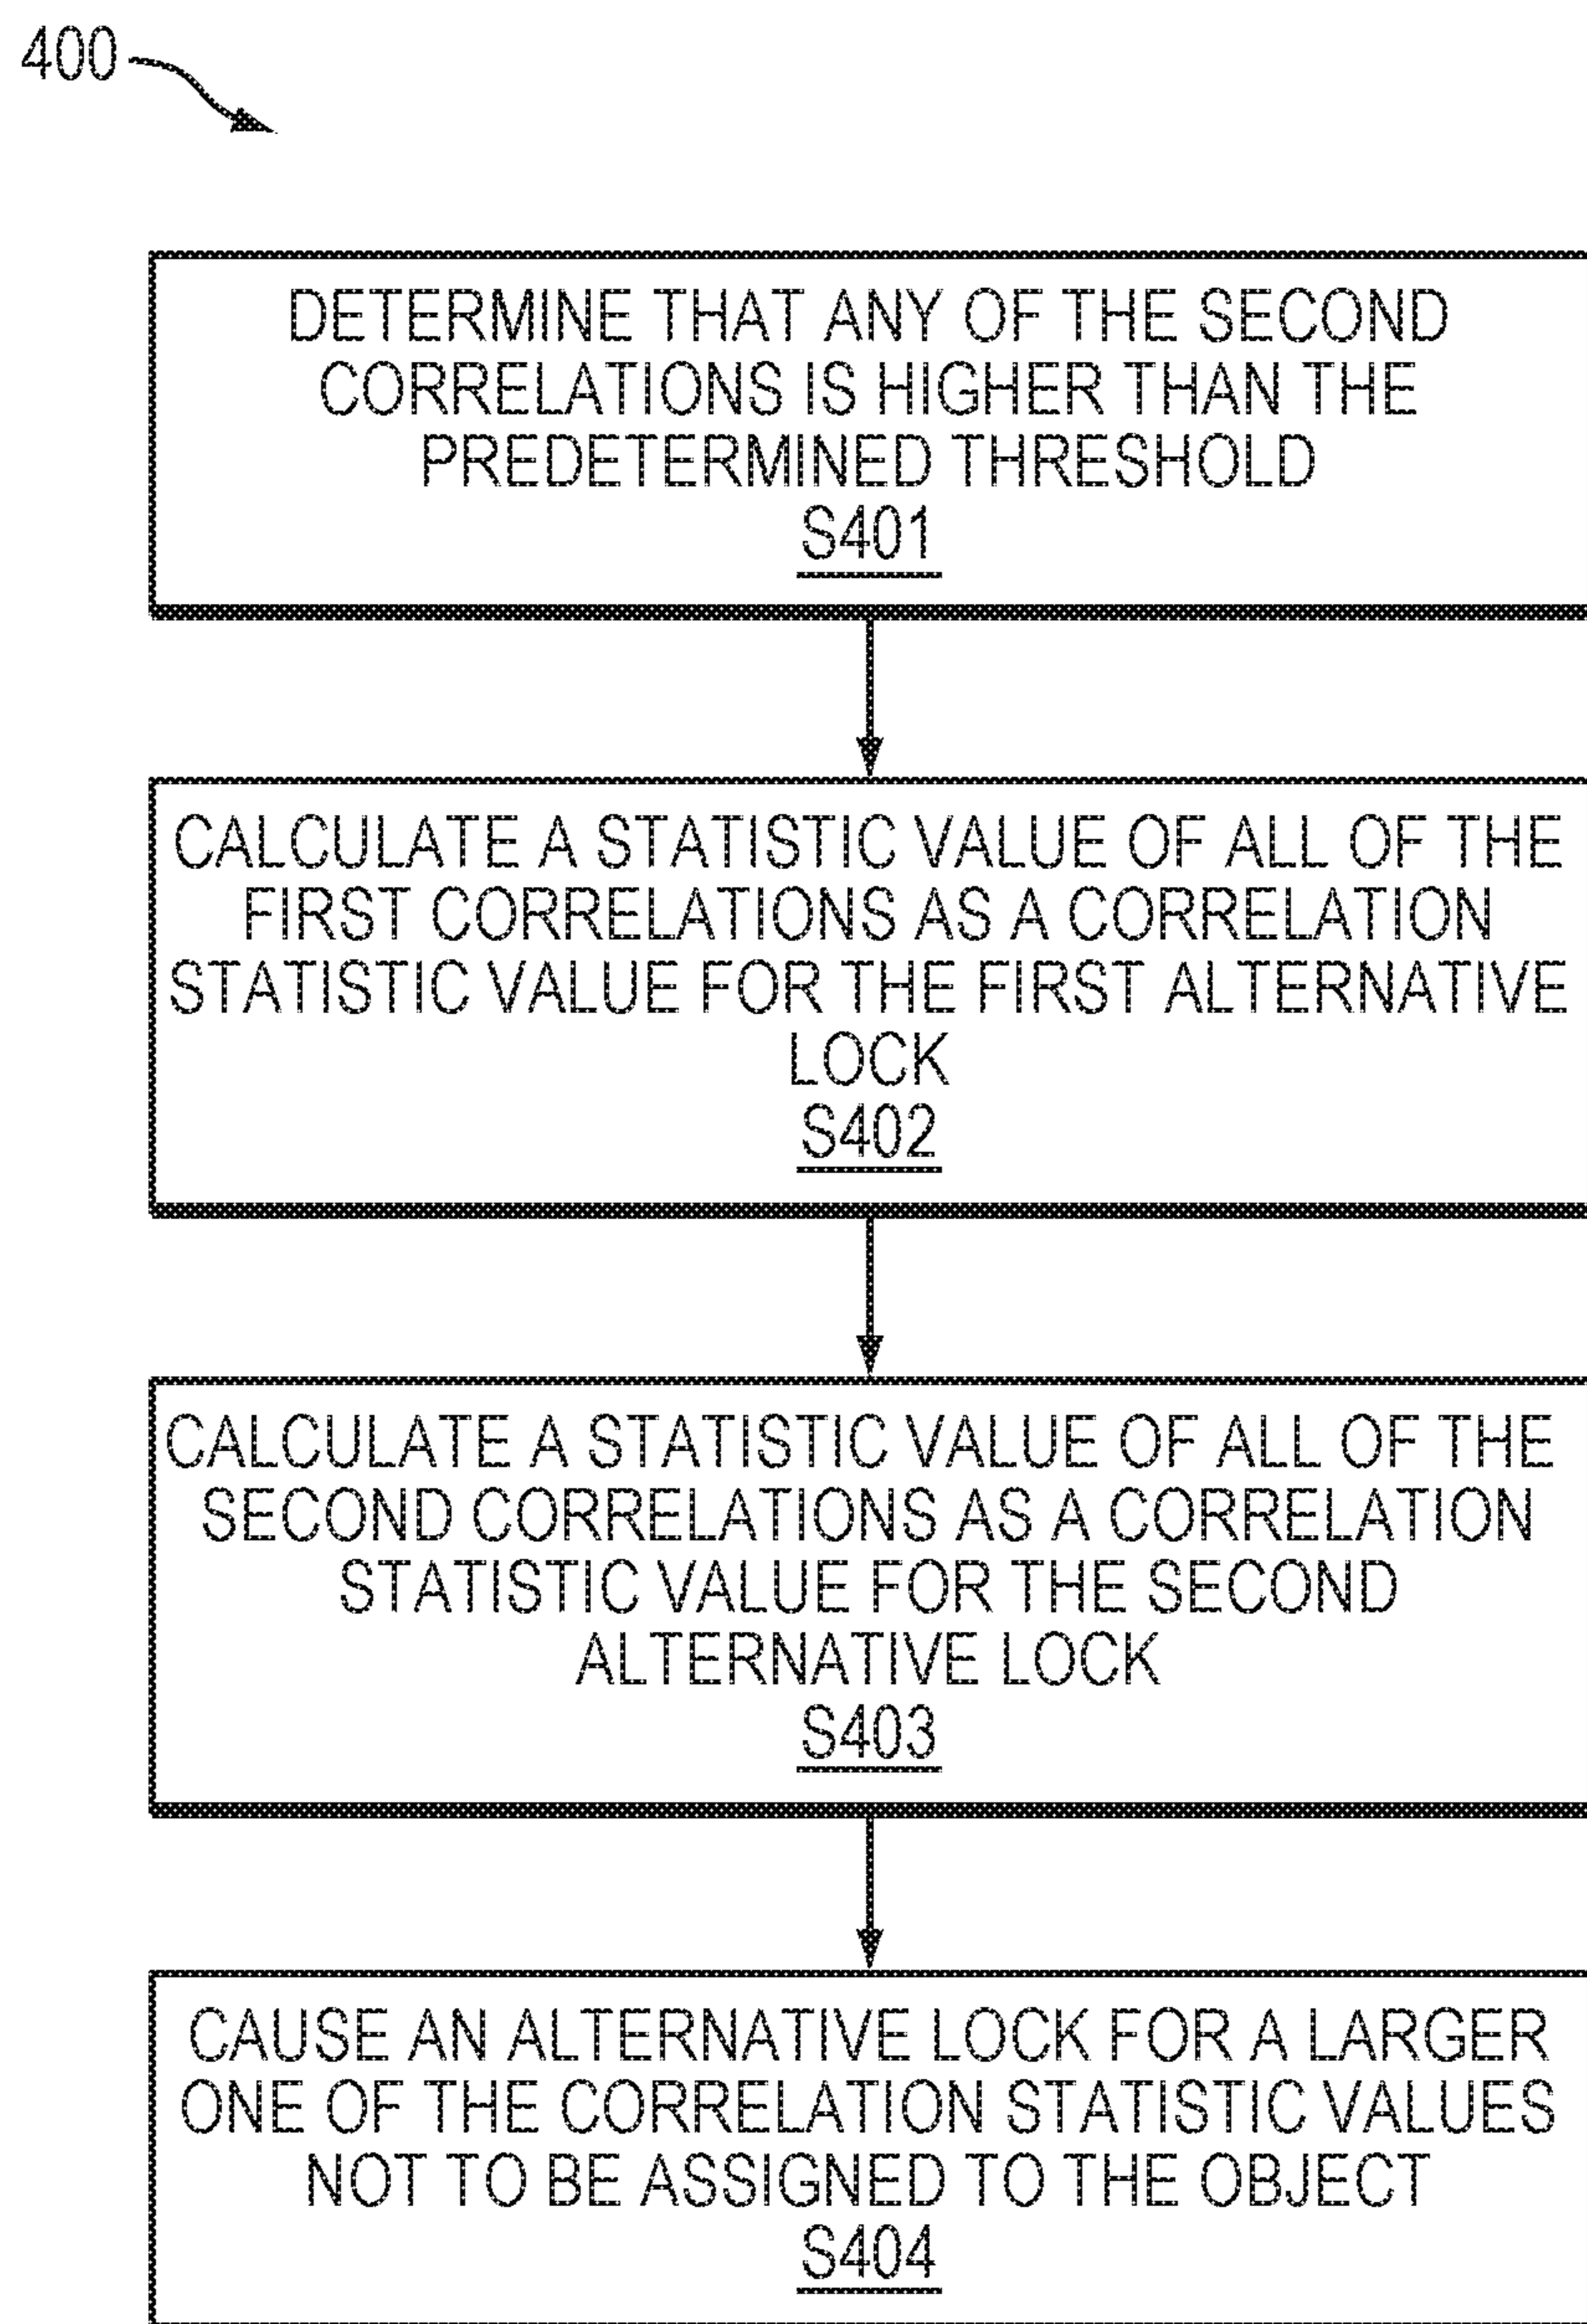 400
DETERMINE THAT ANY OF THE SECOND
CORRELATIONS IS HIGHER THAN THE
PREDETERMINED THRESHOLD
S401
CALCULATE A STATISTIC VALUE OF ALL OF THE
FIRST CORRELATIONS AS A CORRELATION
STATISTIC VALUE FOR THE FIRST ALTERNATIVE
LOCK
S402
CALCULATE A STATISTIC VALUE OF ALL OF THE
SECOND CORRELATIONS AS A CORRELATION
STATISTIC VALUE FOR THE SECOND
ALTERNATIVE LOCK
S403
CAUSE AN ALTERNATIVE LOCK FOR A LARGER
ONE OF THE CORRELATION STATISTIC VALUES
NOT TO BE ASSIGNED TO THE OBJECT
S404